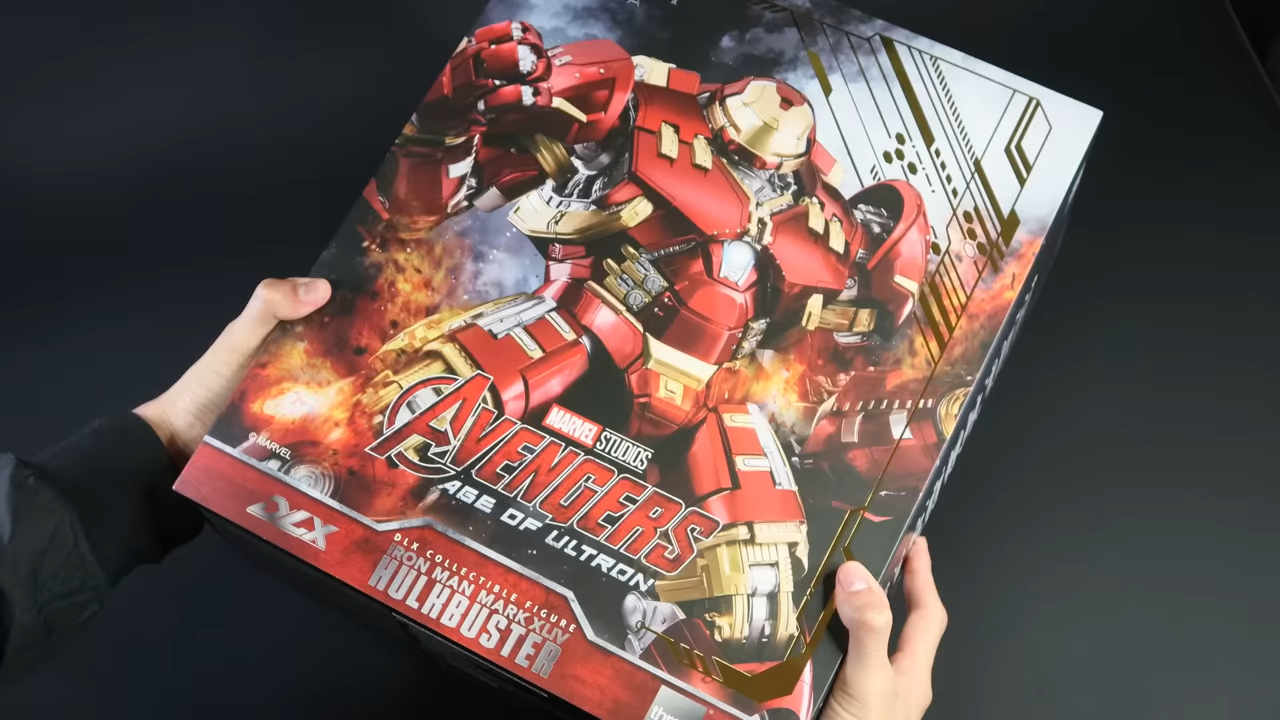 MARVEL STUDIOS
AVENGERS
AGE OF ULTRON
© MARVEL
DLX
DLX COLLECTIBLE FIGURE
IRON MAN MARK XLIV
HULKBUSTER